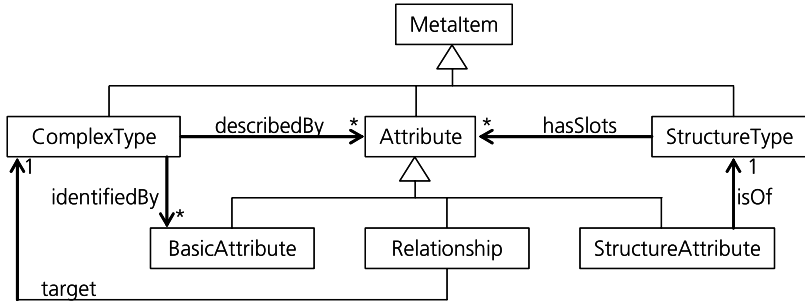 MetaItem
ComplexType
describedBy
*
Attribute
*
hasSlots
StructureType
1
identifiedBy
*
1
isOf
BasicAttribute
Relationship
StructureAttribute
target